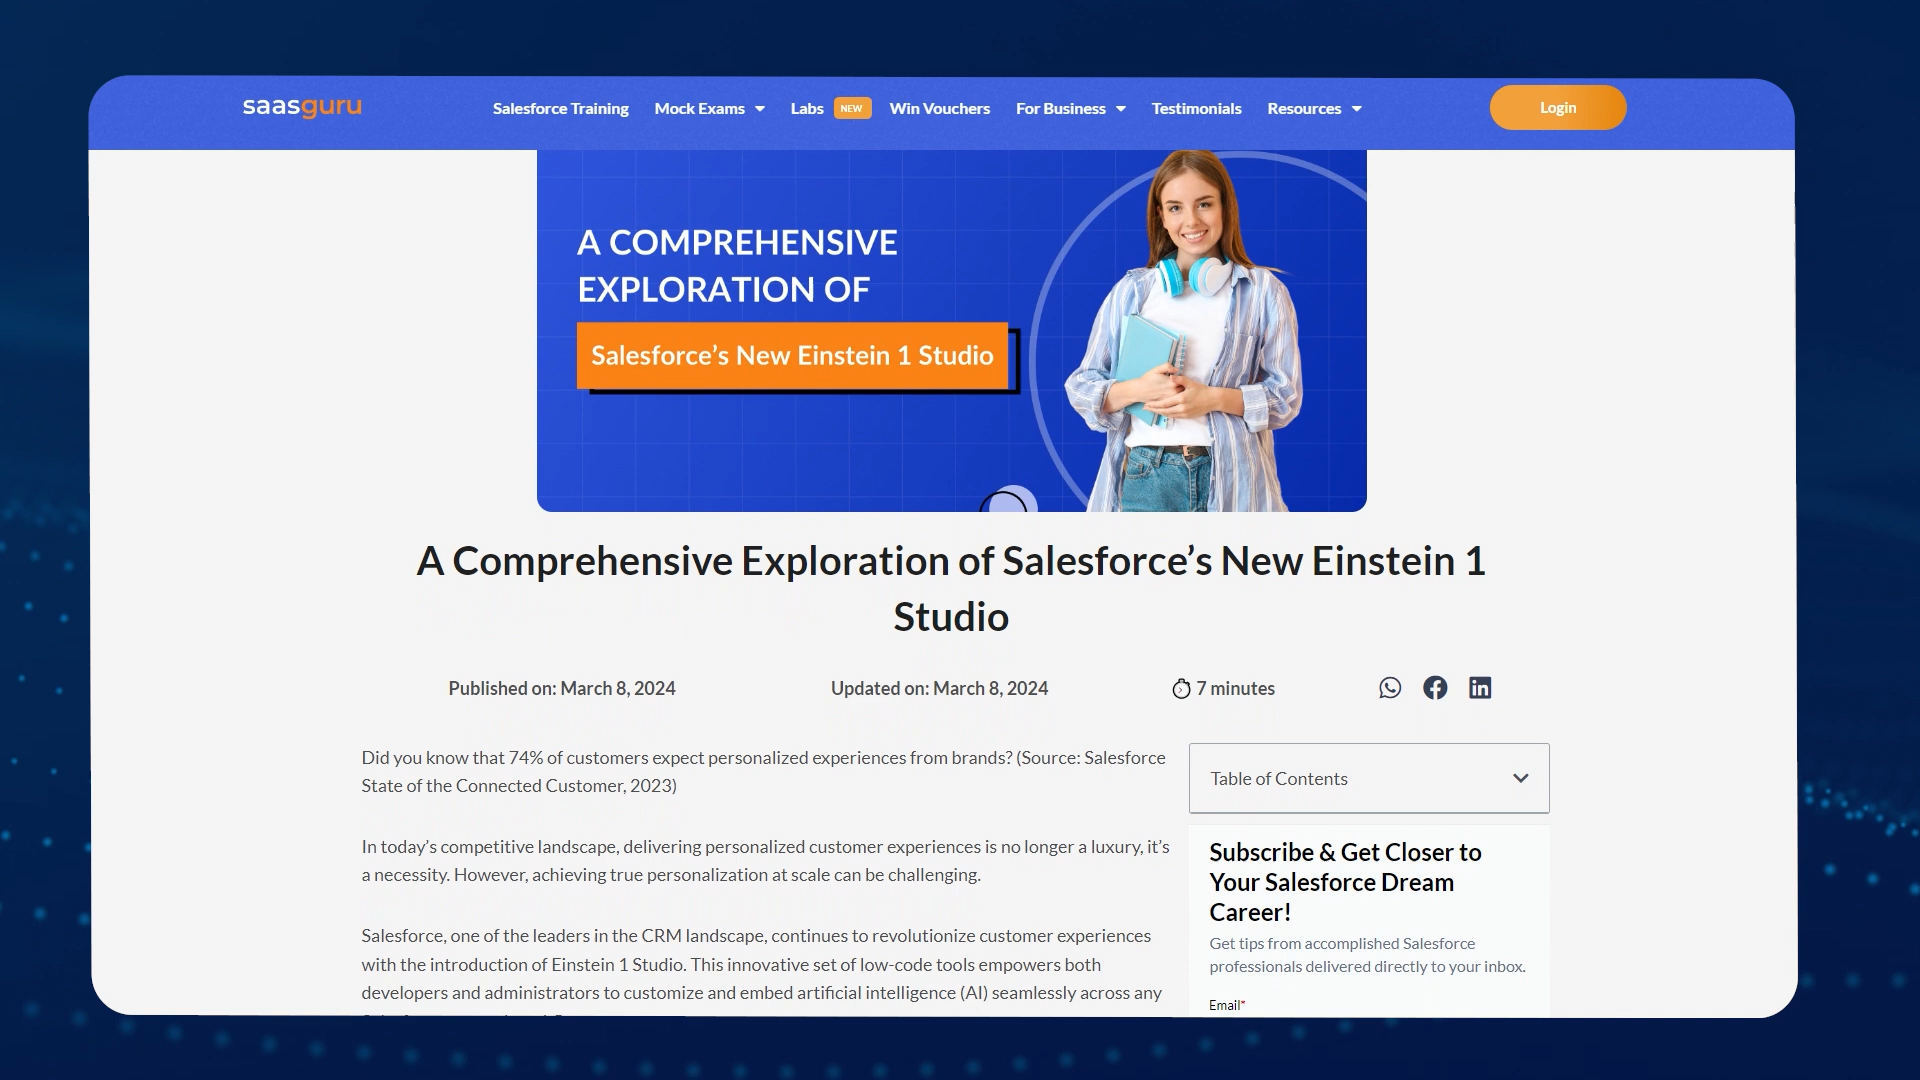 saasguru
Salesforce Training Mock Exams Labs NEW Win Vouchers For Business Testimonials Resources Login
A COMPREHENSIVE
EXPLORATION OF
Salesforce’s New Einstein 1 Studio
A Comprehensive Exploration of Salesforce’s New Einstein 1
Studio
Published on: March 8, 2024 Updated on: March 8, 2024 7 minutes
Did you know that 74% of customers expect personalized experiences from brands? (Source: Salesforce
State of the Connected Customer, 2023)
In today’s competitive landscape, delivering personalized customer experiences is no longer a luxury, it’s
a necessity. However, achieving true personalization at scale can be challenging.
Salesforce, one of the leaders in the CRM landscape, continues to revolutionize customer experiences
with the introduction of Einstein 1 Studio. This innovative set of low-code tools empowers both
developers and administrators to customize and embed artificial intelligence (AI) seamlessly across any
Table of Contents
Subscribe & Get Closer to
Your Salesforce Dream
Career!
Get tips from accomplished Salesforce
professionals delivered directly to your inbox.
Email*